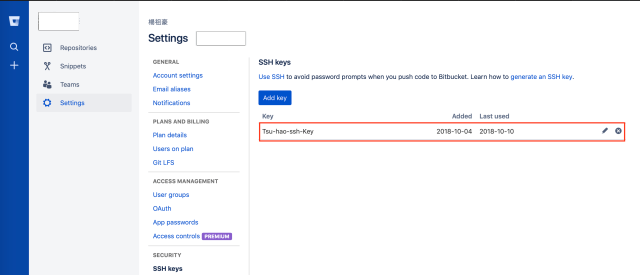 楊祖豪
Settings
Repositories
Snippets
Teams
Settings
GENERAL
Account settings
Email aliases
Notifications
PLANS AND BILLING
Plan details
Users on plan
Git LFS
ACCESS MANAGEMENT
User groups
OAuth
App passwords
Access controls PREMIUM
SECURITY
SSH keys
SSH keys
Use SSH to avoid password prompts when you push code to Bitbucket. Learn how to generate an SSH key.
Add key
Key Added Last used
Tsu-hao-ssh-Key 2018-10-04 2018-10-10